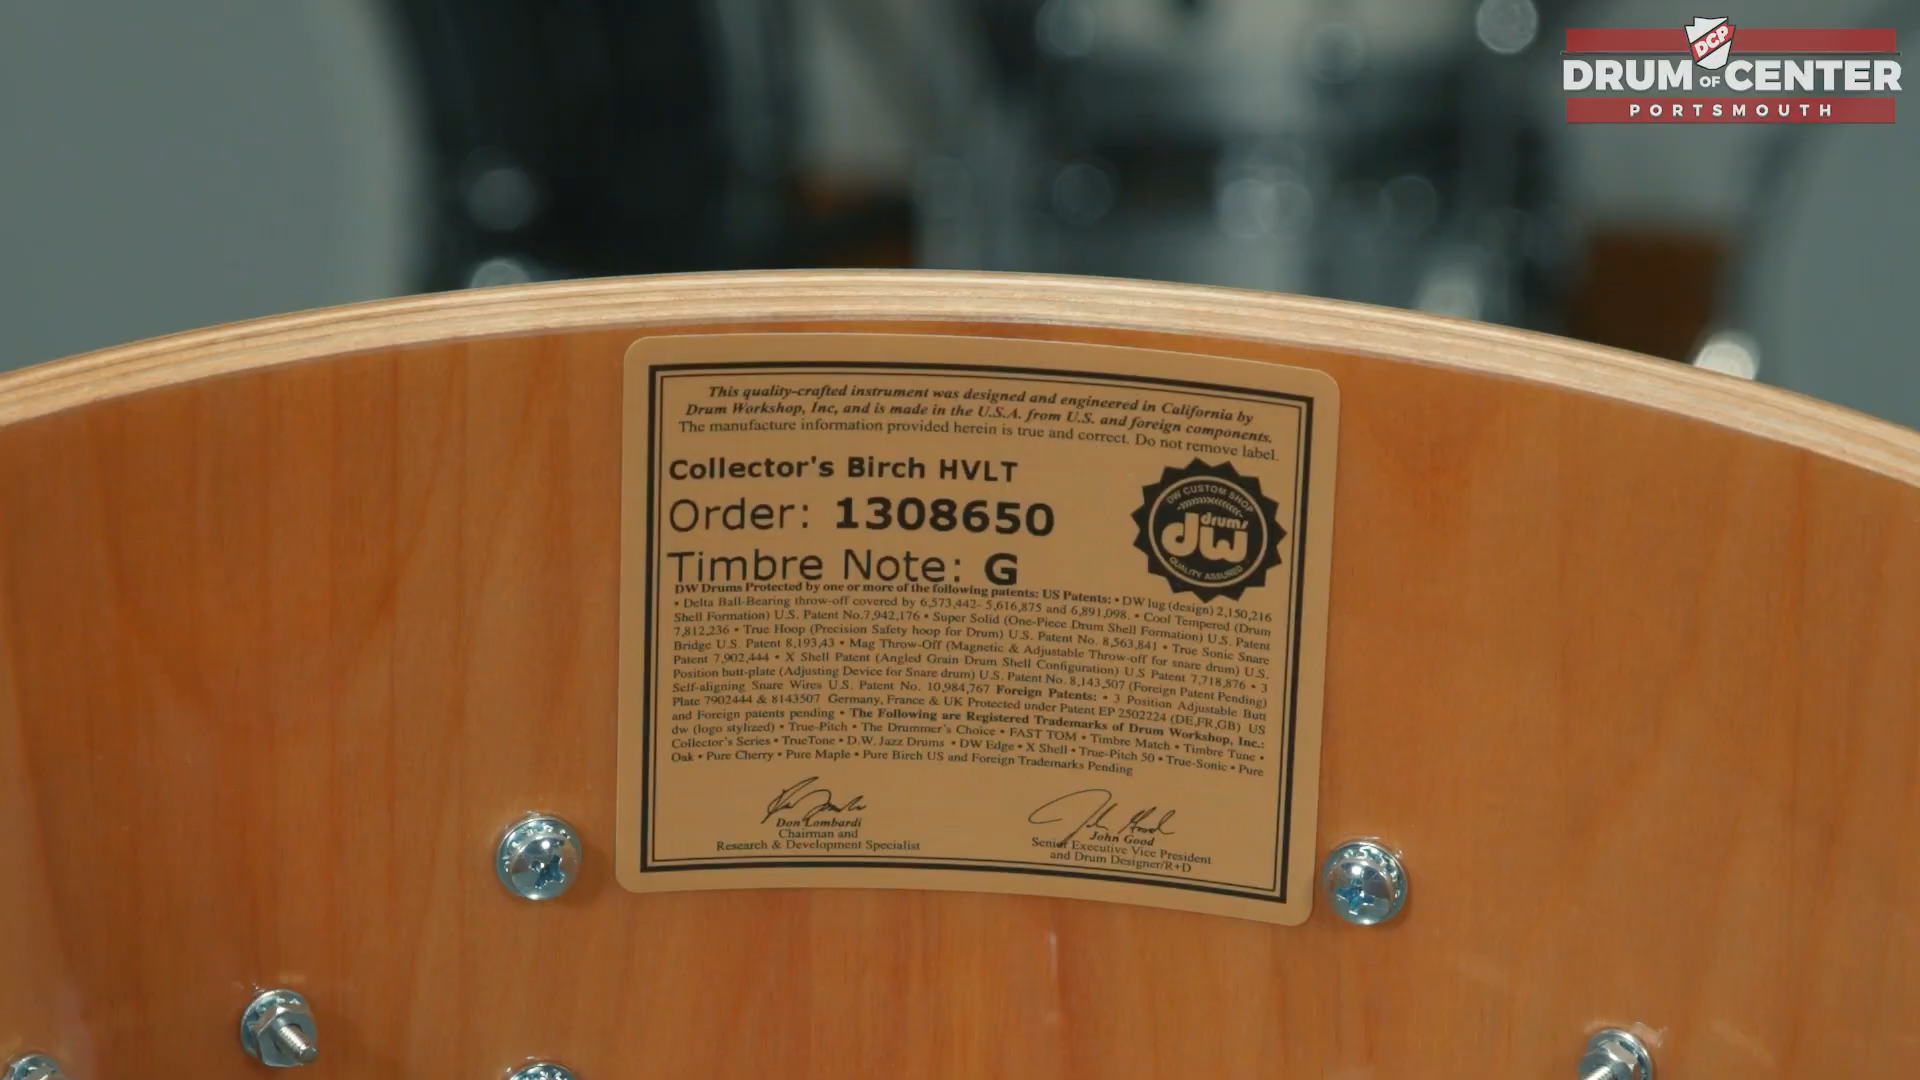 DCP
DRUM OF CENTER
PORTSMOUTH
This quality-crafted instrument was designed and engineered in California by
Drum Workshop, Inc, and is made in the U.S.A. from U.S. and foreign components.
The manufacture information provided herein is true and correct. Do not remove label.
Collector's Birch HVLT
Order: 1308650
Timbre Note: G
DW CUSTOM SHOP
drums
dw
QUALITY ASSURED
DW Drums Protected by one or more of the following patents: US Patents: • DW lug (design) 2,150,216
• Delta Ball-Bearing throw-off covered by 6,573,442- 5,616,875 and 6,891,098. • Cool Tempered (Drum
Shell Formation) U.S. Patent No.7,942,176 • Super Solid (One-Piece Drum Shell Formation) U.S. Patent
7,812,236 • True Hoop (Precision Safety hoop for Drum) U.S. Patent No. 8,563,841 • True Sonic Snare
Bridge U.S. Patent 8,193,43 • Mag Throw-Off (Magnetic & Adjustable Throw-off for snare drum) U.S.
Patent 7,902,444 • X Shell Patent (Angled Grain Drum Shell Configuration) U.S Patent 7,718,876 • 3
Position butt-plate (Adjusting Device for Snare drum) U.S. Patent No. 8,143,507 (Foreign Patent Pending)
Self-aligning Snare Wires U.S. Patent No. 10,984,767 Foreign Patents: • 3 Position Adjustable Butt
Plate 7902444 & 8143507 Germany, France & UK Protected under Patent EP 2502224 (DE,FR,GB) US
and Foreign patents pending • The Following are Registered Trademarks of Drum Workshop, Inc.:
dw (logo stylized) • True-Pitch • The Drummer's Choice • FAST TOM • Timbre Match • Timbre Tune •
Collector's Series • TrueTone • D.W. Jazz Drums • DW Edge • X Shell • True-Pitch 50 • True-Sonic • Pure
Oak • Pure Cherry • Pure Maple • Pure Birch US and Foreign Trademarks Pending
Don Lombardi
Chairman and
Research & Development Specialist
John Good
Senior Executive Vice President
and Drum Designer/R+D